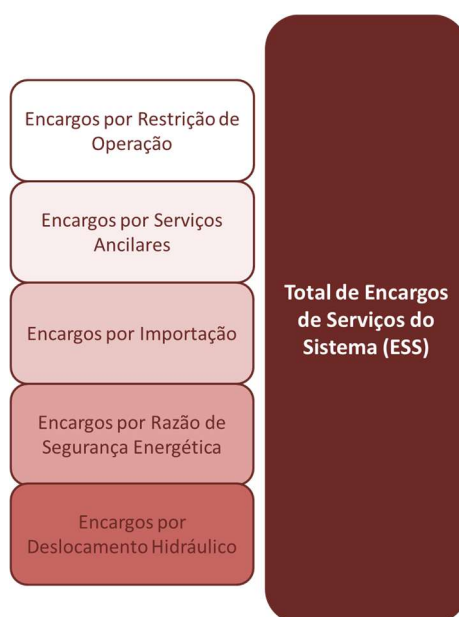 Encargos por Restrição de
Operação
Encargos por Serviços
Ancilares
Encargos por Importação
Encargos por Razão de
Segurança Energética
Encargos por
Deslocamento Hidráulico
Total de Encargos
de Serviços do
Sistema (ESS)